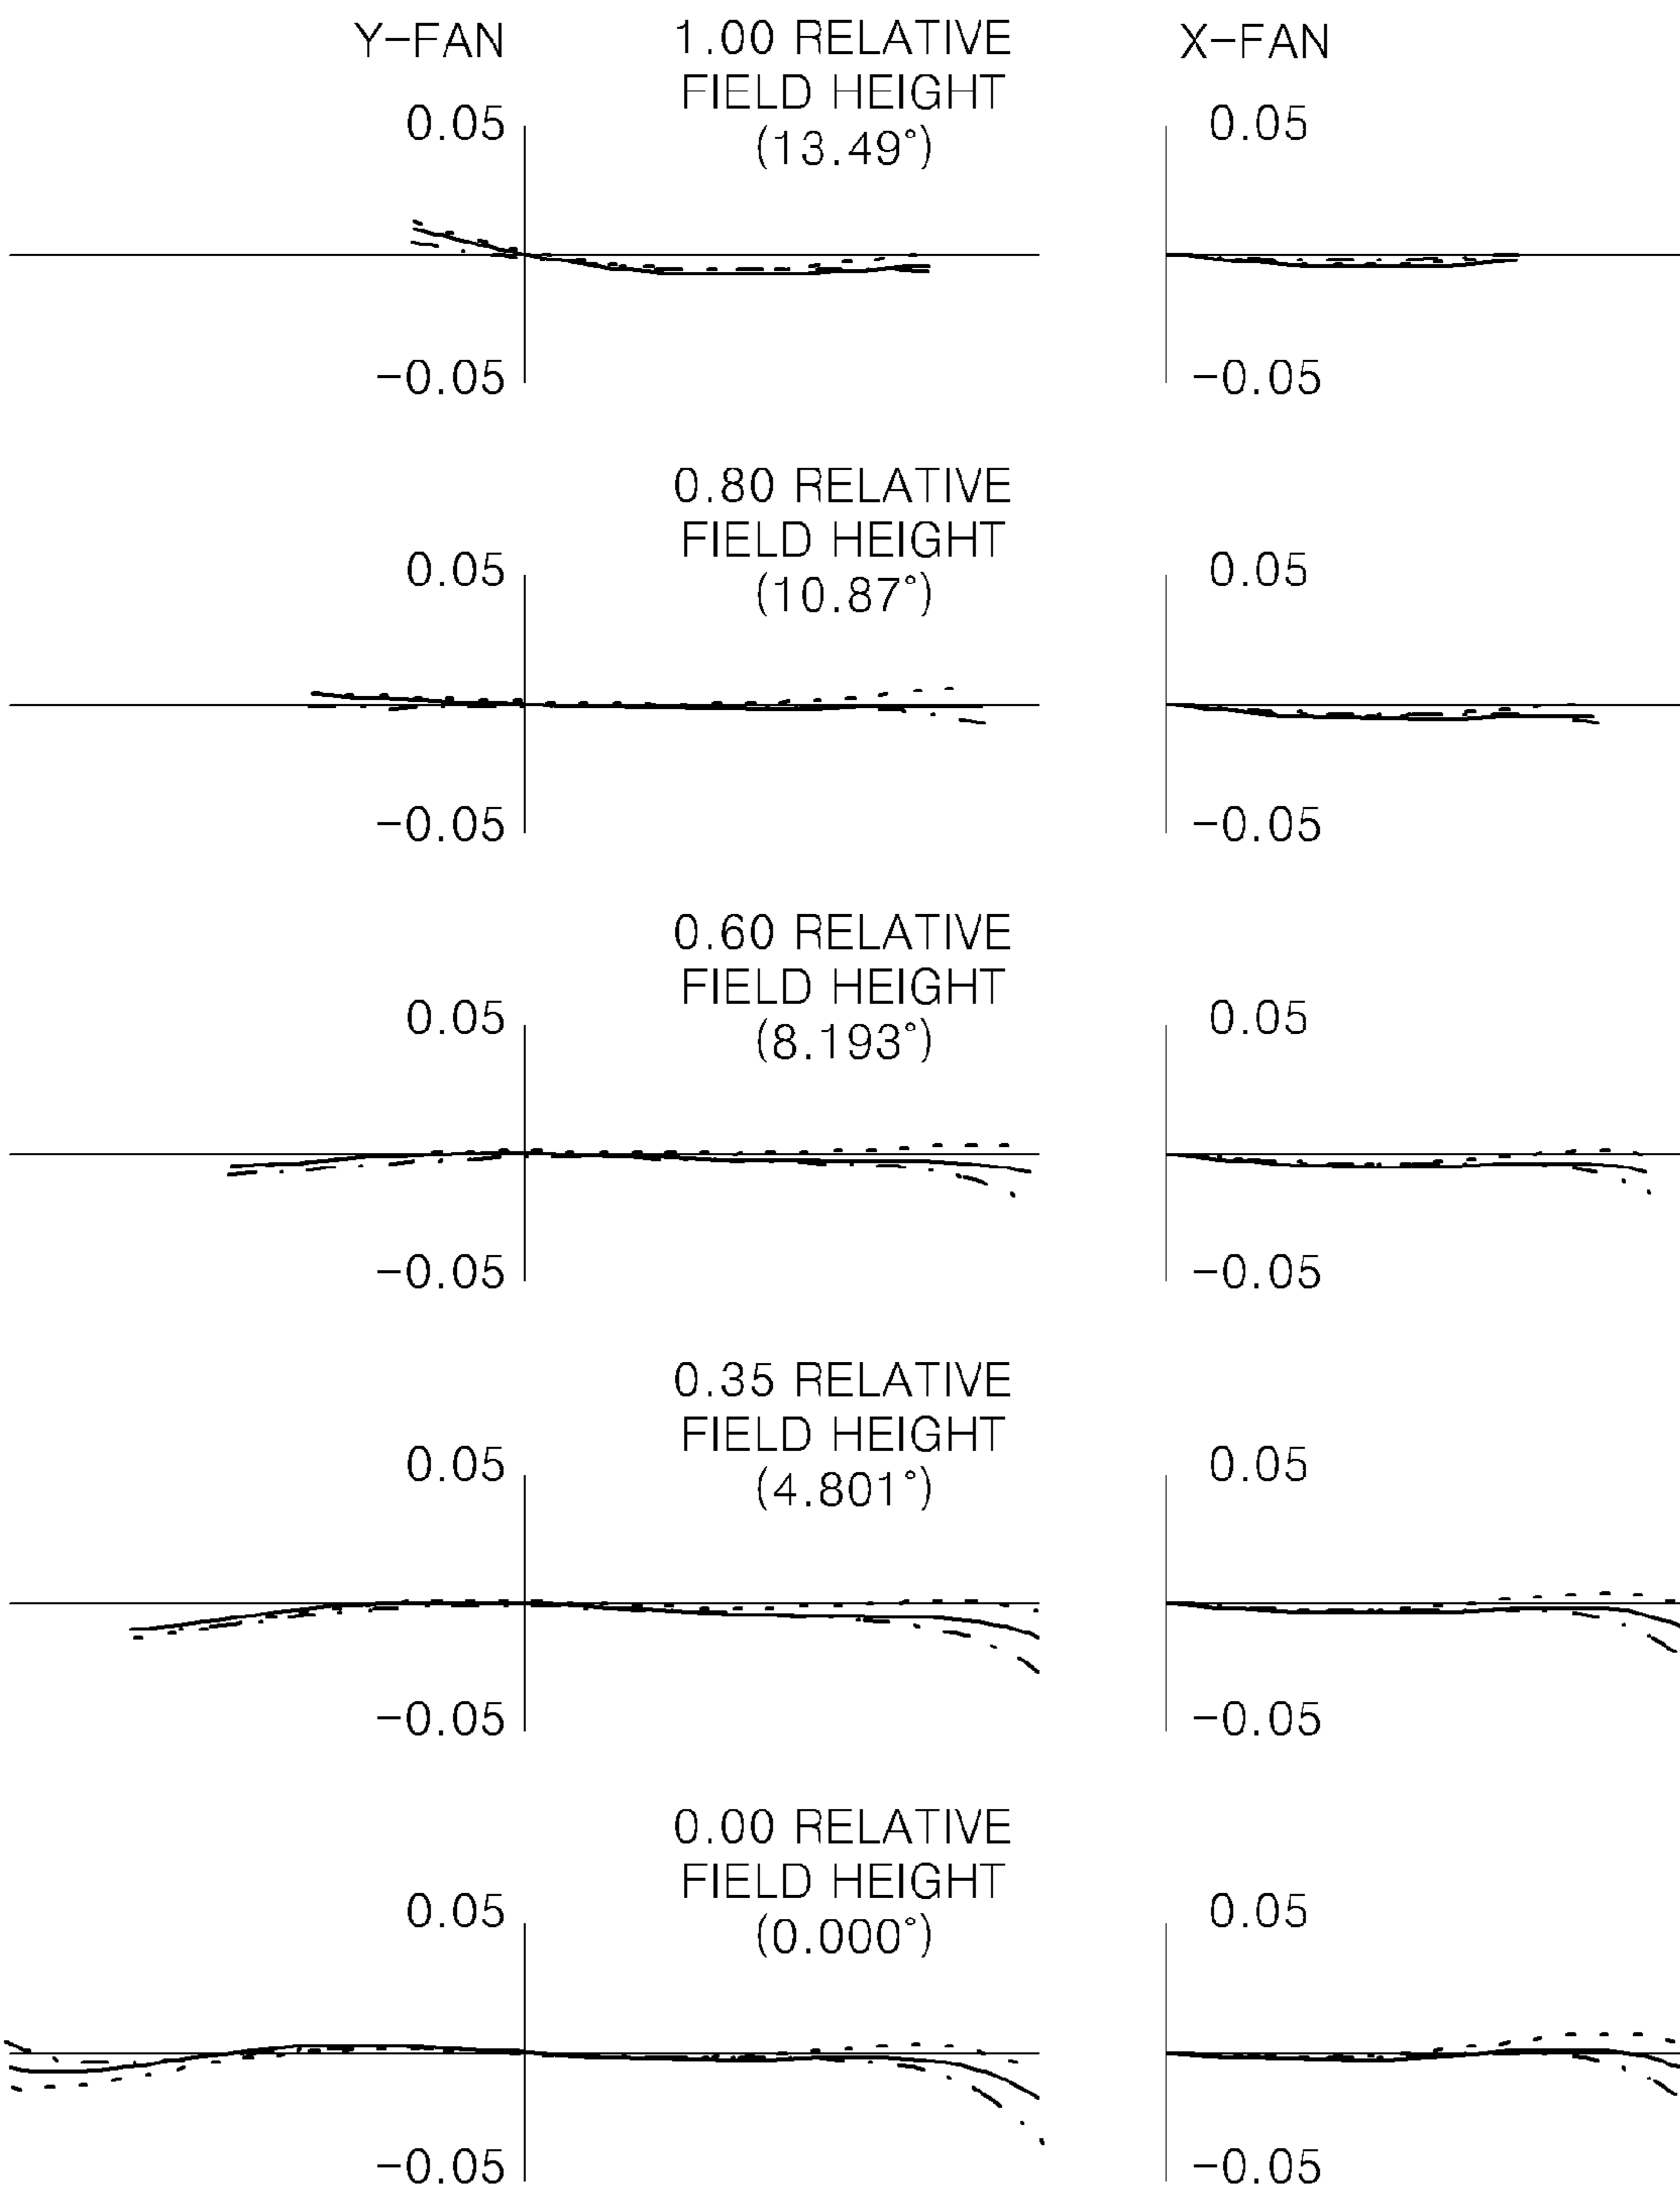 Y-FAN
1.00 RELATIVE
FIELD HEIGHT
(13.49°)
X-FAN
0.05
0.05
-0.05
-0.05
0.80 RELATIVE
FIELD HEIGHT
(10.87°)
0.05
0.05
-0.05
-0.05
0.60 RELATIVE
FIELD HEIGHT
(8.193°)
0.05
0.05
-0.05
-0.05
0.35 RELATIVE
FIELD HEIGHT
(4.801°)
0.05
0.05
-0.05
-0.05
0.00 RELATIVE
FIELD HEIGHT
(0.000°)
0.05
0.05
-0.05
-0.05